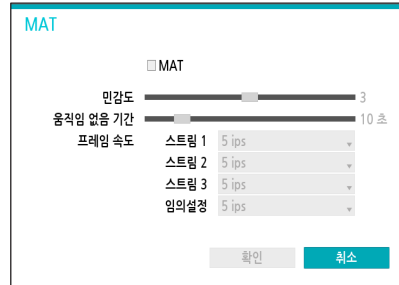 MAT
MAT
민감도 3
움직임 없음 기간 10 초
프레임 속도 스트림 1 5 ips
스트림 2 5 ips
스트림 3 5 ips
임의설정 5 ips
확인 취소